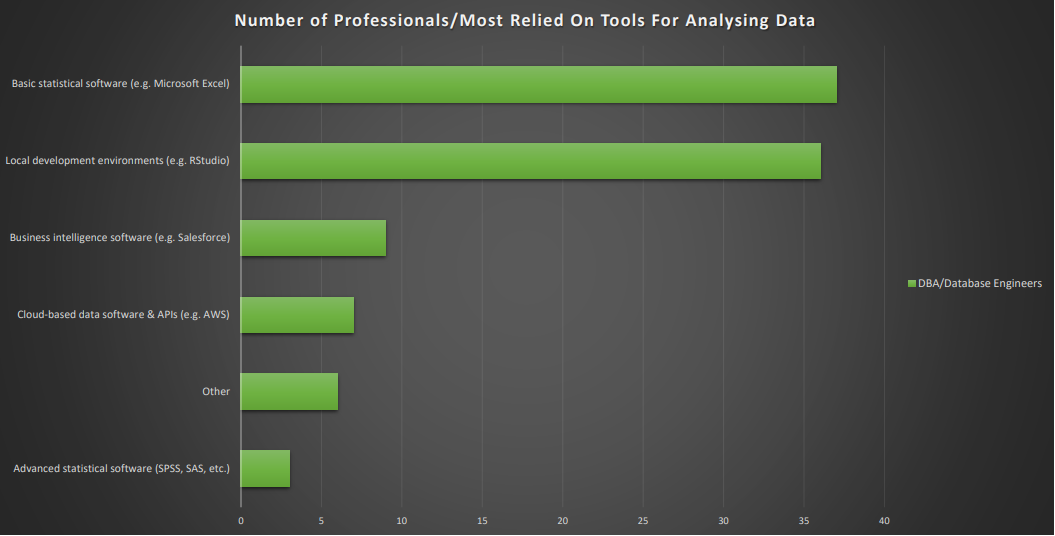 Number of Professionals/Most Relied On Tools For Analysing Data
Basic statistical software (e.g. Microsoft Excel)
Local development environments (e.g. RStudio)
Business intelligence software (e.g. Salesforce)
Cloud-based data software & APIs (e.g. AWS)
Other
Advanced statistical software (SPSS, SAS, etc.)
0 5 10 15 20 25 30 35 40
DBA/Database Engineers